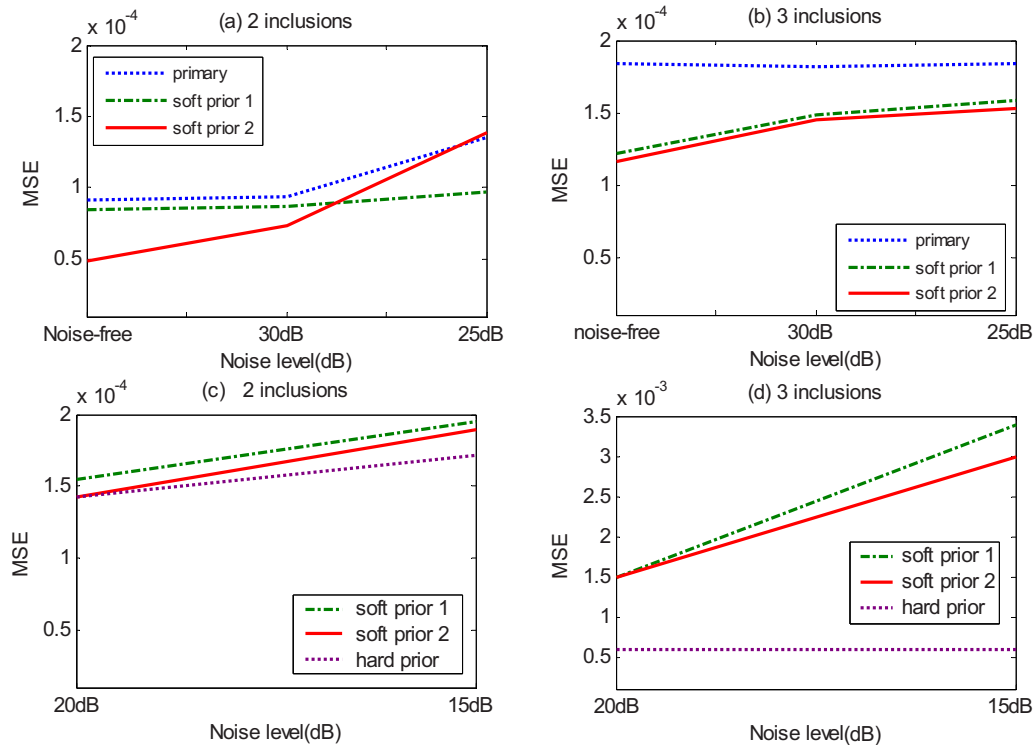 x 10-4
(a) 2 inclusions
2
1.5
1
0.5
MSE
primary
soft prior 1
soft prior 2
Noise-free
30dB
25dB
Noise level(dB)
x 10-4
(b) 3 inclusions
2
1.5
1
0.5
MSE
primary
soft prior 1
soft prior 2
noise-free
30dB
25dB
Noise level(dB)
x 10-4
(c) 2 inclusions
2
1.5
1
0.5
MSE
soft prior 1
soft prior 2
hard prior
20dB
15dB
Noise level(dB)
x 10-3
(d) 3 inclusions
3.5
3
2.5
2
1.5
1
0.5
MSE
soft prior 1
soft prior 2
hard prior
20dB
15dB
Noise level(dB)